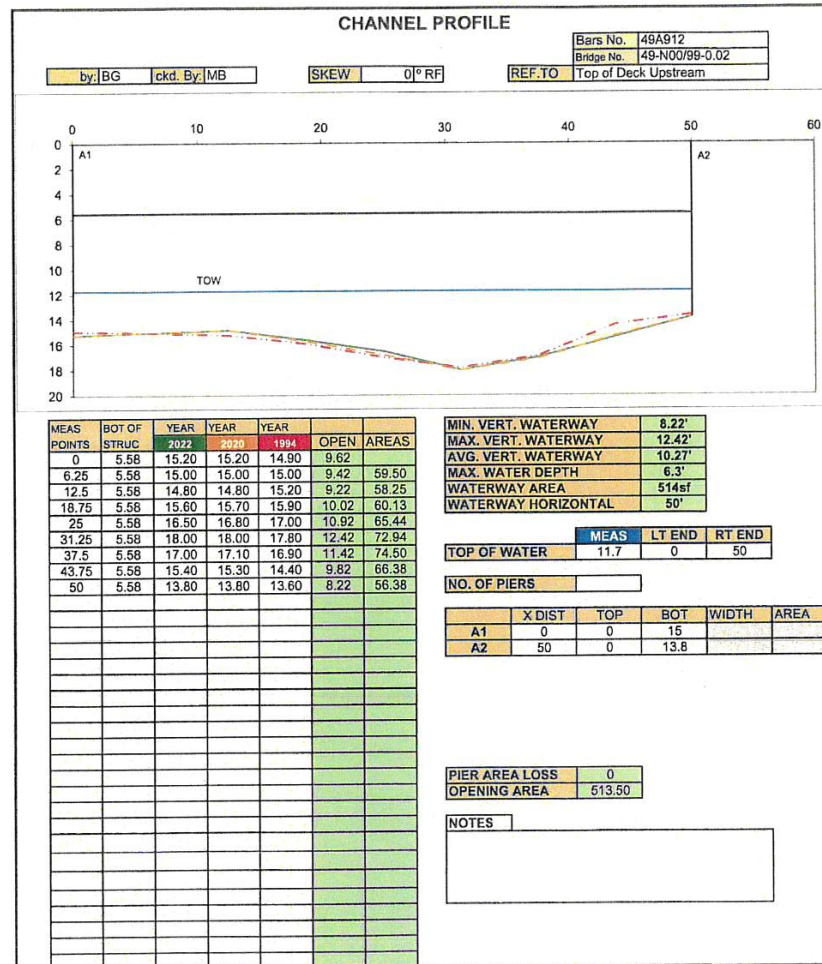 CHANNEL PROFILE
Bars No. 49A912
Bridge No. 49-N00/99-0.02
by: BG ckd. By: MB SKEW 0 º RF REF.TO Top of Deck Upstream
0 10 20 30 40 50 60
0
2
4
6
8
10
12
14
16
18
20
A1
A2
TOW
MEAS POINTS BOT OF STRUC YEAR 2022 YEAR 2020 YEAR 1994 OPEN AREAS
0 5.58 15.20 15.20 14.90 9.62
6.25 5.58 15.00 15.00 15.00 9.42 59.50
12.5 5.58 14.80 14.80 15.20 9.22 58.25
18.75 5.58 15.60 15.70 15.90 10.02 60.13
25 5.58 16.50 16.80 17.00 10.92 65.44
31.25 5.58 18.00 18.00 17.80 12.42 72.94
37.5 5.58 17.00 17.10 16.90 11.42 74.50
43.75 5.58 15.40 15.30 14.40 9.82 66.38
50 5.58 13.80 13.80 13.60 8.22 56.38
MIN. VERT. WATERWAY 8.22'
MAX. VERT. WATERWAY 12.42'
AVG. VERT. WATERWAY 10.27'
MAX. WATER DEPTH 6.3'
WATERWAY AREA 514sf
WATERWAY HORIZONTAL 50'
MEAS LT END RT END
TOP OF WATER 11.7 0 50
NO. OF PIERS
X DIST TOP BOT WIDTH AREA
A1 0 0 15
A2 50 0 13.8
PIER AREA LOSS 0
OPENING AREA 513.50
NOTES